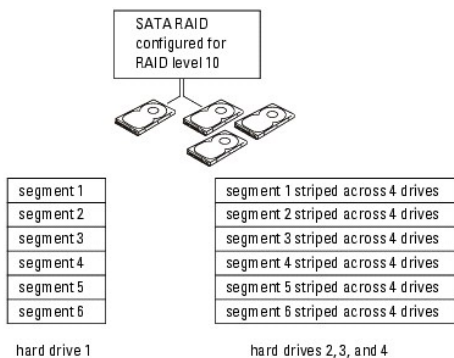 SATA RAID
configured for
RAID level 10
segment 1
segment 2
segment 3
segment 4
segment 5
segment 6
hard drive 1
segment 1 striped across 4 drives
segment 2 striped across 4 drives
segment 3 striped across 4 drives
segment 4 striped across 4 drives
segment 5 striped across 4 drives
segment 6 striped across 4 drives
hard drives 2, 3, and 4